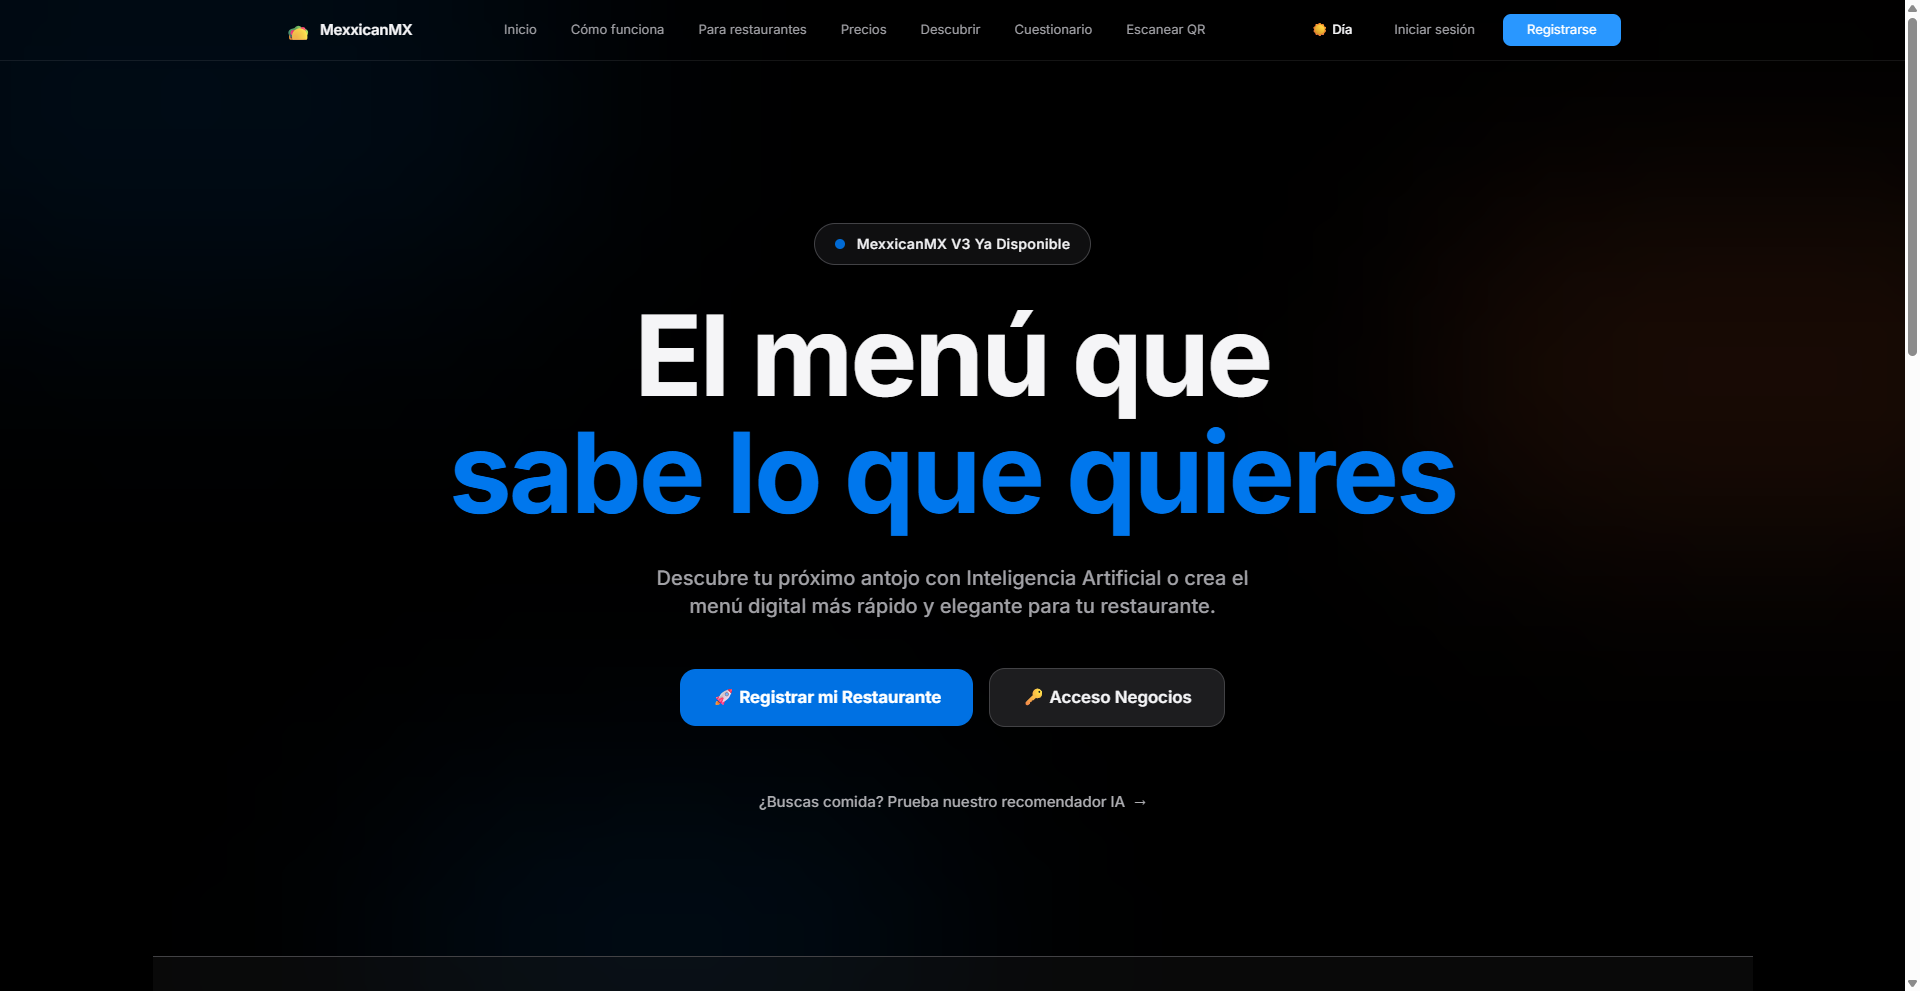 MexxicanMX
Inicio
Cómo funciona
Para restaurantes
Precios
Descubrir
Cuestionario
Escanear QR
Día
Iniciar sesión
Registrarse
MexxicanMX V3 Ya Disponible
El menú que
sabe lo que quieres
Descubre tu próximo antojo con Inteligencia Artificial o crea el
menú digital más rápido y elegante para tu restaurante.
🚀 Registrar mi Restaurante
🔑 Acceso Negocios
¿Buscas comida? Prueba nuestro recomendador IA →